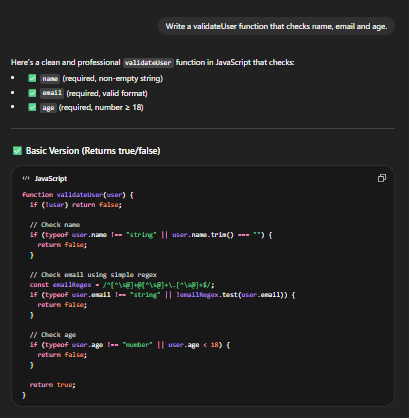 Write a validateUser function that checks name, email and age.
Here's a clean and professional validateUser function in JavaScript that checks:
• ✅ name (required, non-empty string)
• ✅ email (required, valid format)
• ✅ age (required, number ≥ 18)
✅ Basic Version (Returns true/false)
</> JavaScript
function validateUser(user) {
  if (!user) return false;

  // Check name
  if (typeof user.name !== "string" || user.name.trim() === "") {
    return false;
  }

  // Check email using simple regex
  const emailRegex = /^[^\s@]+@[^\s@]+\.[^\s@]+$/;
  if (typeof user.email !== "string" || !emailRegex.test(user.email)) {
    return false;
  }

  // Check age
  if (typeof user.age !== "number" || user.age < 18) {
    return false;
  }

  return true;
}